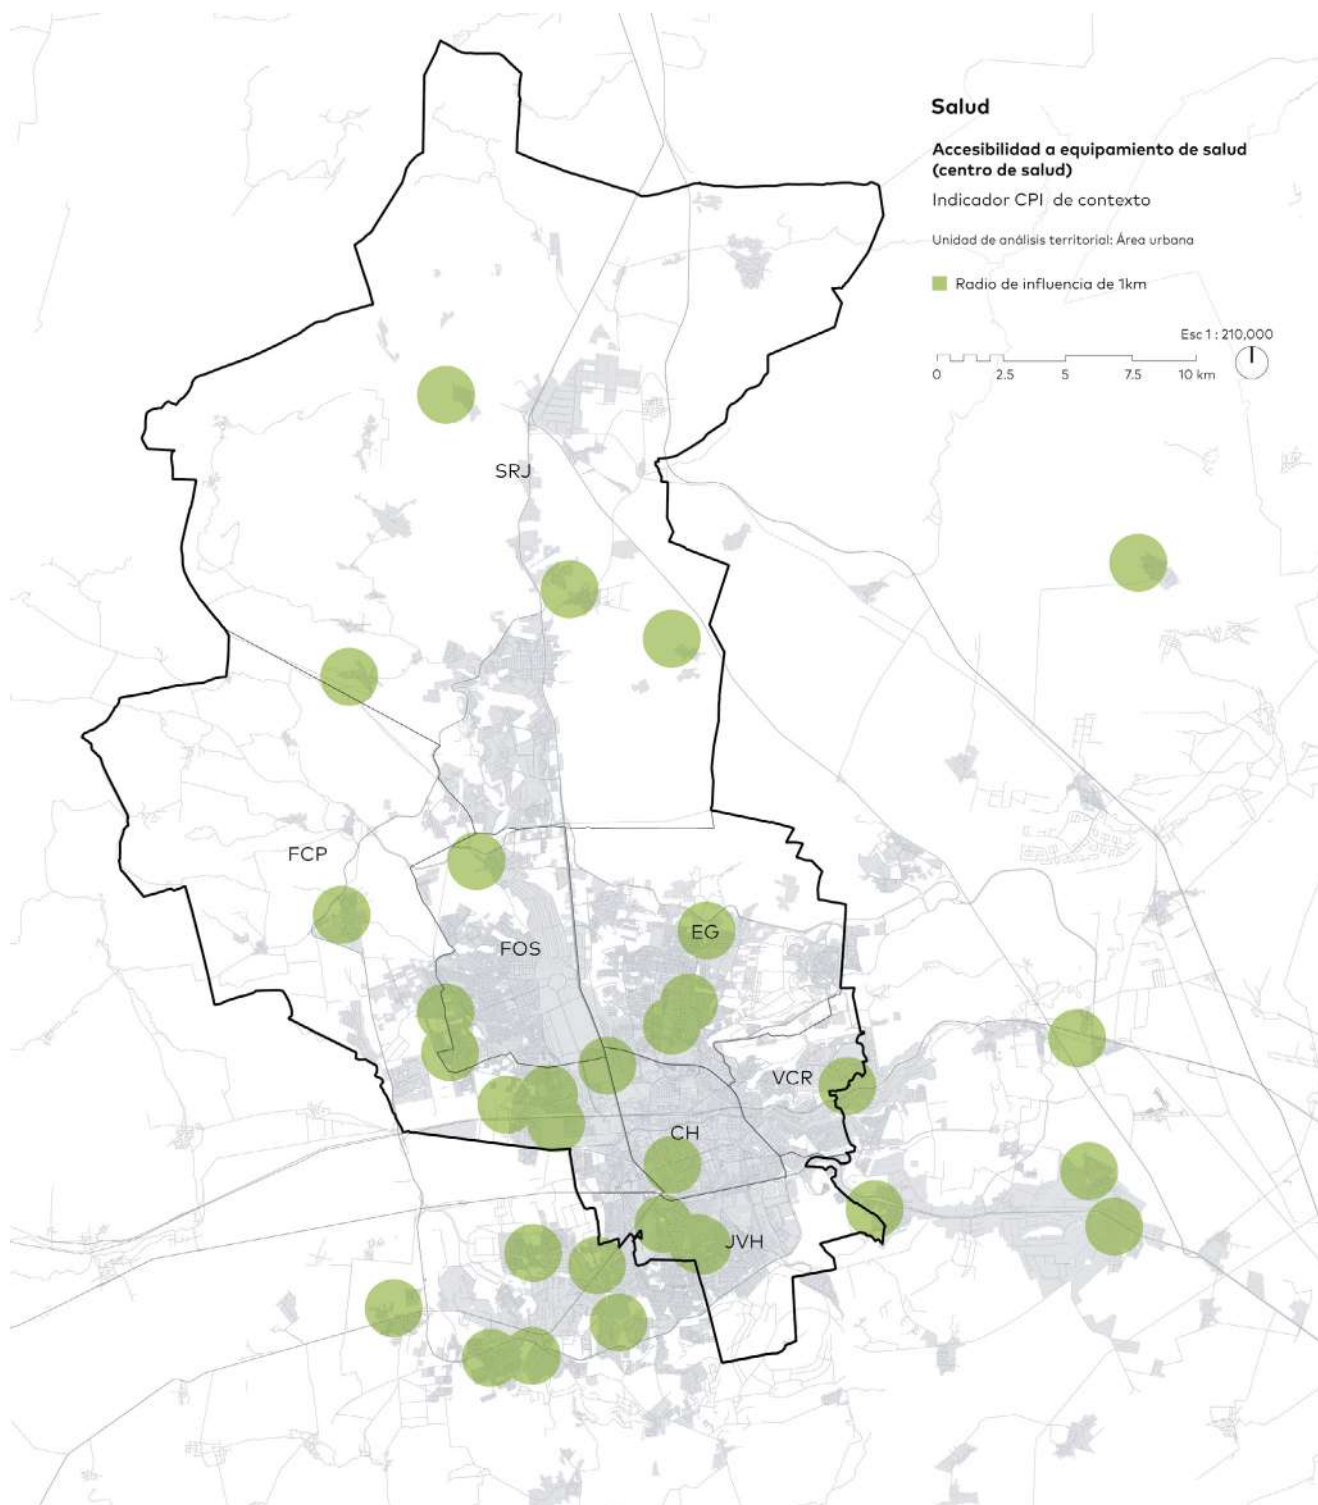 Salud
Accesibilidad a equipamiento de salud
(centro de salud)
Indicador CPI de contexto
Unidad de análisis territorial: Área urbana
Radio de influencia de 1km
Esc 1 : 210,000
0 2.5 5 7.5 10 km
SRJ
FCP
FOS
EG
VCR
CH
JVH